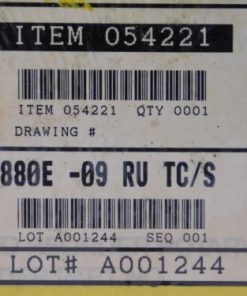 ITEM 054221
ITEM 054221 QTY 0001
DRAWING #
880E -09 RU TC/S
LOT A001244 SEQ 001
LOT# A001244